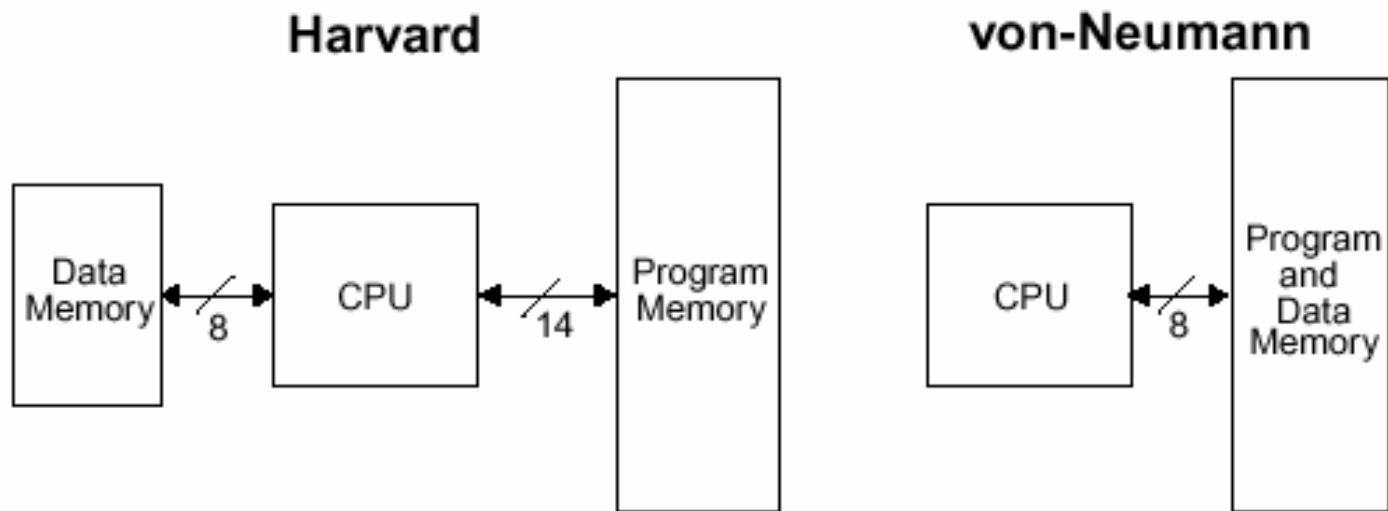 Harvard
von-Neumann
Data
Memory
8
CPU
14
Program
Memory
CPU
8
Program
and
Data
Memory